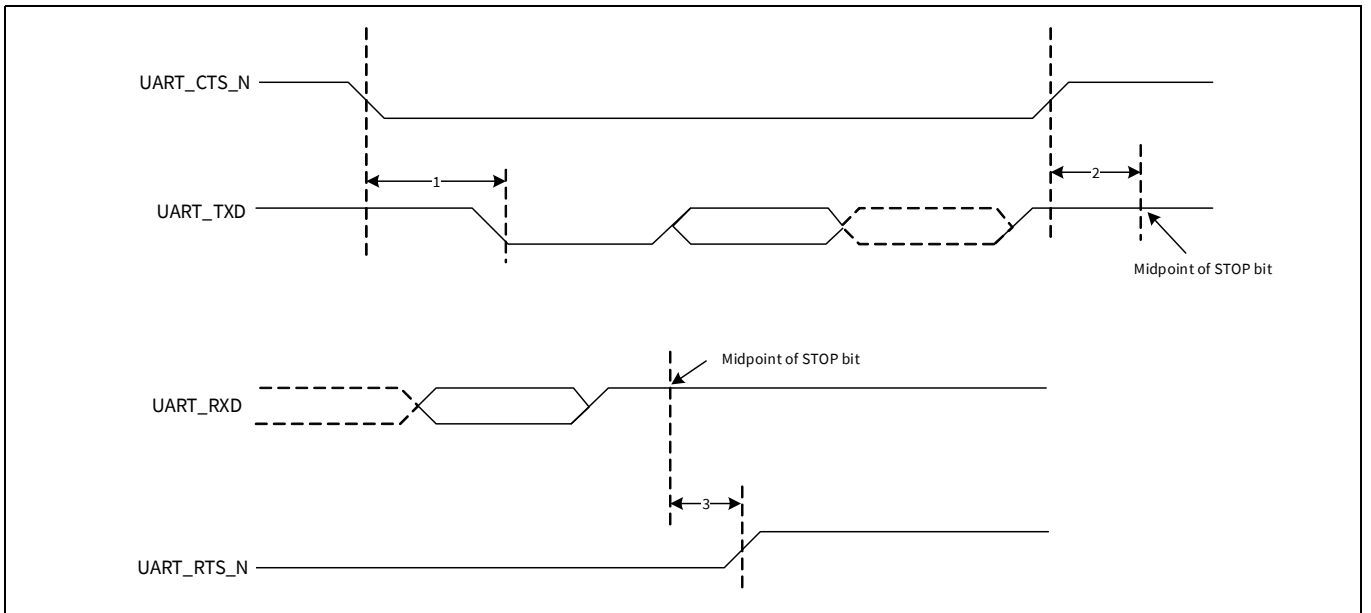 UART_CTS_N
1
2
UART_TXD
Midpoint of STOP bit
Midpoint of STOP bit
UART_RXD
3
UART_RTS_N